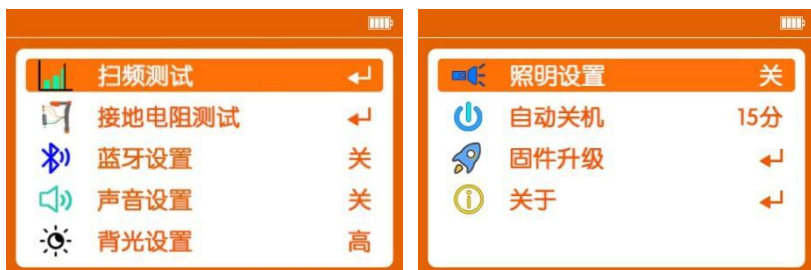 扫频测试
接地电阻测试
蓝牙设置 关
声音设置 关
背光设置 高
照明设置 关
自动关机 15分
固件升级
关于